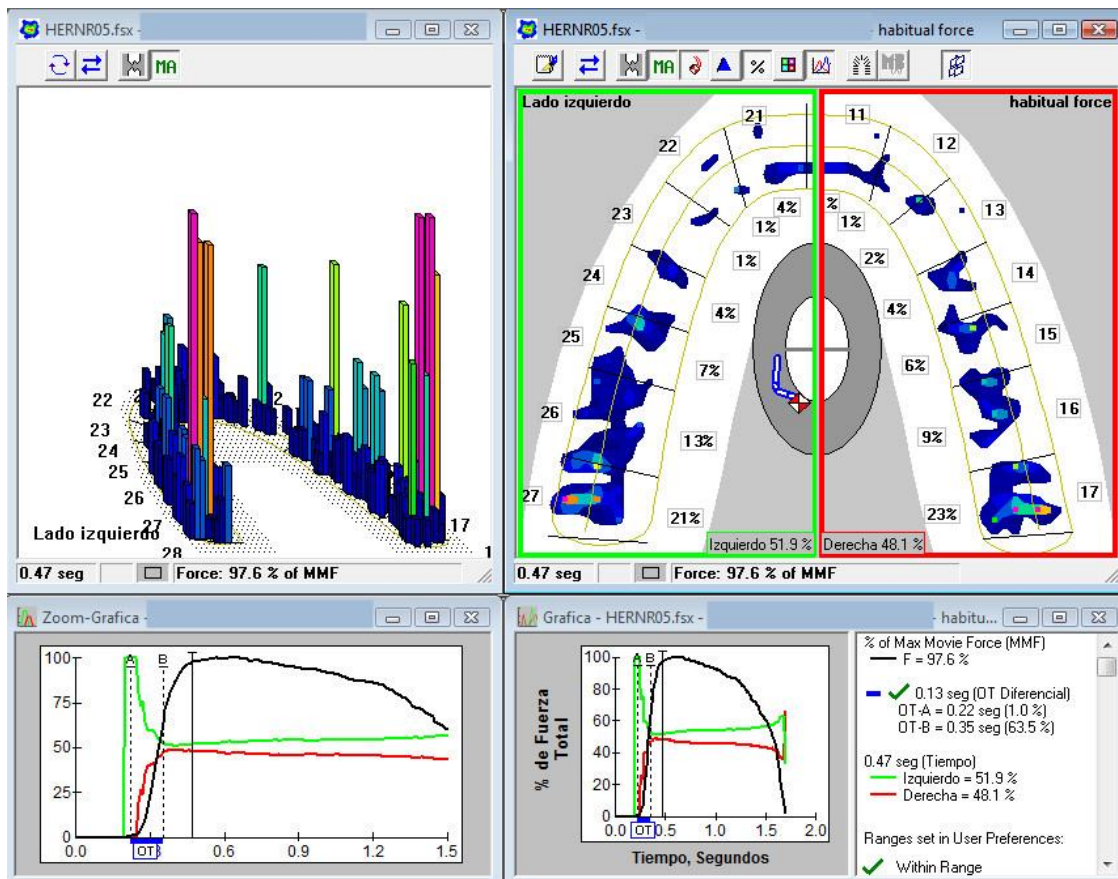 HERNR05.fsx -
MA
22
23
24
25
26
27
28
2
17
1
Lado izquierdo
0.47 seg
Force: 97.6 % of MMF
HERNR05.fsx -
habitual force
MA
%
Lado izquierdo
habitual force
21
11
22
12
23
13
24
14
25
15
26
16
27
17
4%
%
1%
1%
1%
2%
4%
4%
7%
6%
13%
9%
21%
23%
Izquierdo 51.9 %
Derecha 48.1 %
0.47 seg
Force: 97.6 % of MMF
Zoom-Grafica -
100
75
50
25
0
A
B
OT
0.0
0.6
0.9
1.2
1.5
Grafica - HERNR05.fsx -
- habitu...
% de Fuerza
Total
100
80
60
40
20
0
A
B
OT
0.0
0.5
1.0
1.5
2.0
Tiempo, Segundos
% of Max Movie Force (MMF)
F = 97.6 %
0.13 seg (OT Diferencial)
OT-A = 0.22 seg (1.0 %)
OT-B = 0.35 seg (63.5 %)
0.47 seg (Tiempo)
Izquierdo = 51.9 %
Derecha = 48.1 %
Ranges set in User Preferences:
Within Range